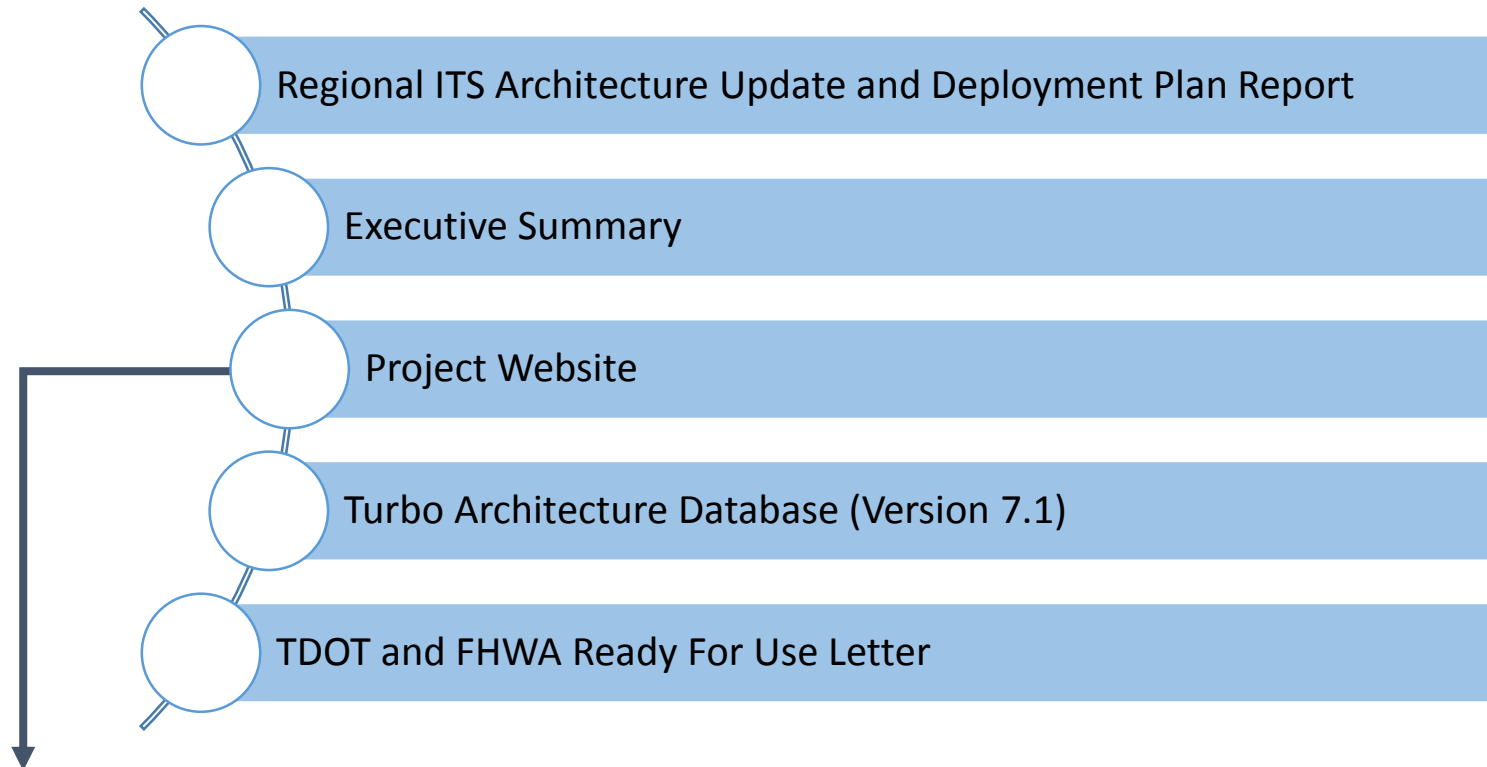 Regional ITS Architecture Update and Deployment Plan Report
Executive Summary
Project Website
Turbo Architecture Database (Version 7.1)
TDOT and FHWA Ready For Use Letter